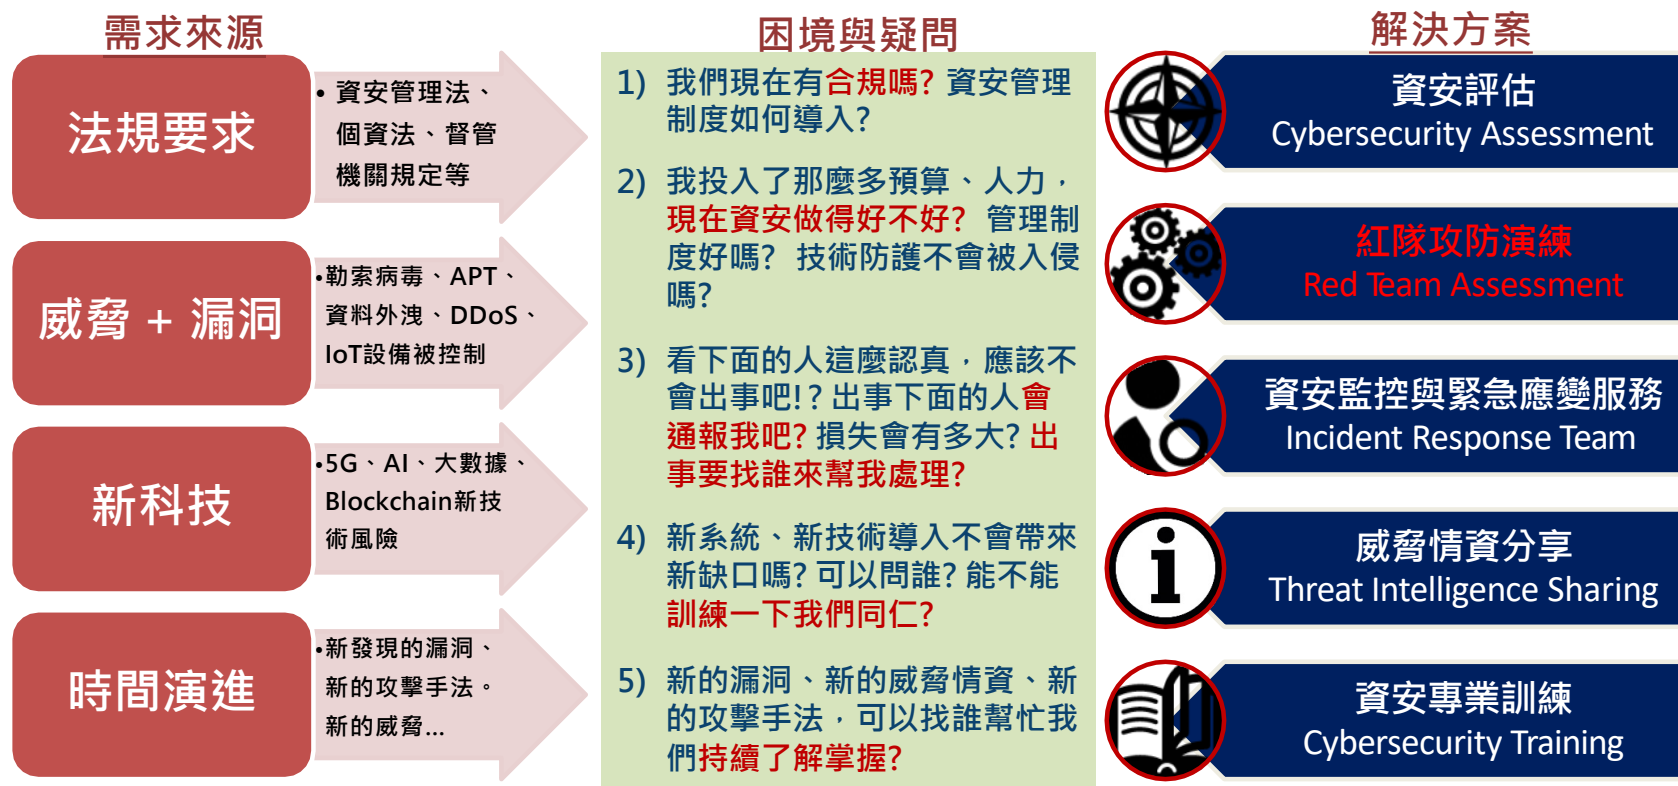 需求來源
法規要求
• 資安管理法、
個資法、督管
機關規定等
威脅 + 漏洞
•勒索病毒、APT、
資料外洩、DDoS、
IoT設備被控制
新科技
•5G、AI、大數據、
Blockchain新技
術風險
時間演進
•新發現的漏洞、
新的攻擊手法。
新的威脅...
困境與疑問
1) 我們現在有合規嗎? 資安管理
制度如何導入?
2) 我投入了那麼多預算、人力，
現在資安做得好不好? 管理制
度好嗎? 技術防護不會被入侵
嗎?
3) 看下面的人這麼認真，應該不
會出事吧!？出事下面的人會
通報我吧? 損失會有多大? 出
事要找誰來幫我處理?
4) 新系統、新技術導入不會帶來
新缺口嗎? 可以問誰? 能不能
訓練一下我們同仁?
5) 新的漏洞、新的威脅情資、新
的攻擊手法，可以找誰幫忙我
們持續了解掌握?
解決方案
資安評估
Cybersecurity Assessment
紅隊攻防演練
Red Team Assessment
資安監控與緊急應變服務
Incident Response Team
威脅情資分享
Threat Intelligence Sharing
資安專業訓練
Cybersecurity Training